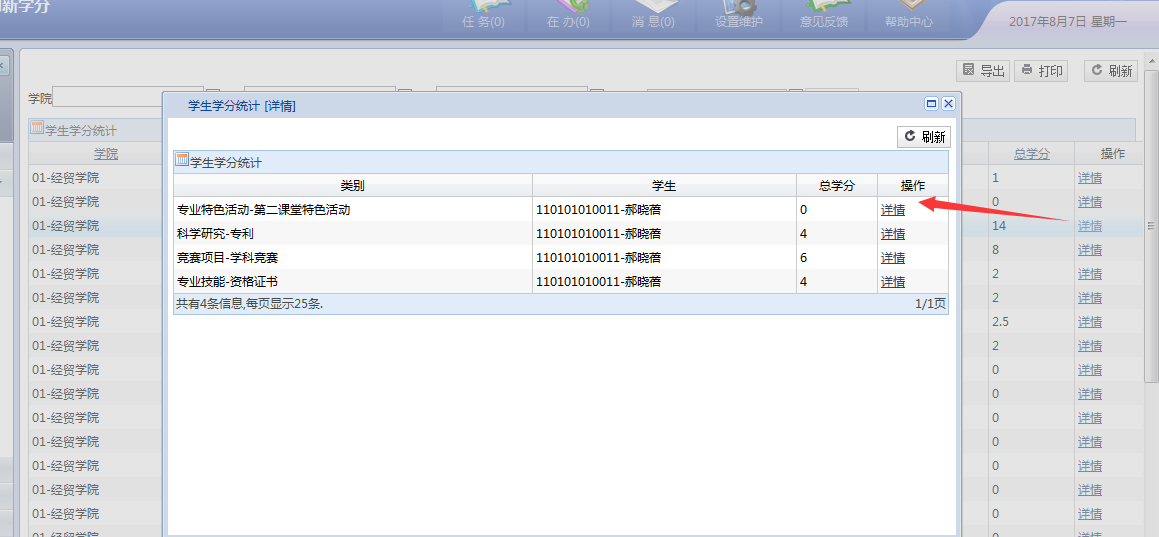 新学分
任 务(0) 在 办(0) 消 息(0) 设置维护 意见反馈 帮助中心 2017年8月7日 星期一
导出 打印 刷新
学院
学生学分统计 [详情]
刷新
学生学分统计
学生学分统计
学院 总学分 操作
类别 学生 总学分 操作
专业特色活动-第二课堂特色活动 110101010011-郝晓蓓 0 详情
科学研究-专利 110101010011-郝晓蓓 4 详情
竞赛项目-学科竞赛 110101010011-郝晓蓓 6 详情
专业技能-资格证书 110101010011-郝晓蓓 4 详情
共有4条信息,每页显示25条. 1/1页
01-经贸学院 1 详情
01-经贸学院 0 详情
01-经贸学院 14 详情
01-经贸学院 8 详情
01-经贸学院 2 详情
01-经贸学院 2 详情
01-经贸学院 2.5 详情
01-经贸学院 2 详情
01-经贸学院 0 详情
01-经贸学院 0 详情
01-经贸学院 0 详情
01-经贸学院 0 详情
01-经贸学院 0 详情
01-经贸学院 0 详情
01-经贸学院 0 详情
01-经贸学院 0 详情